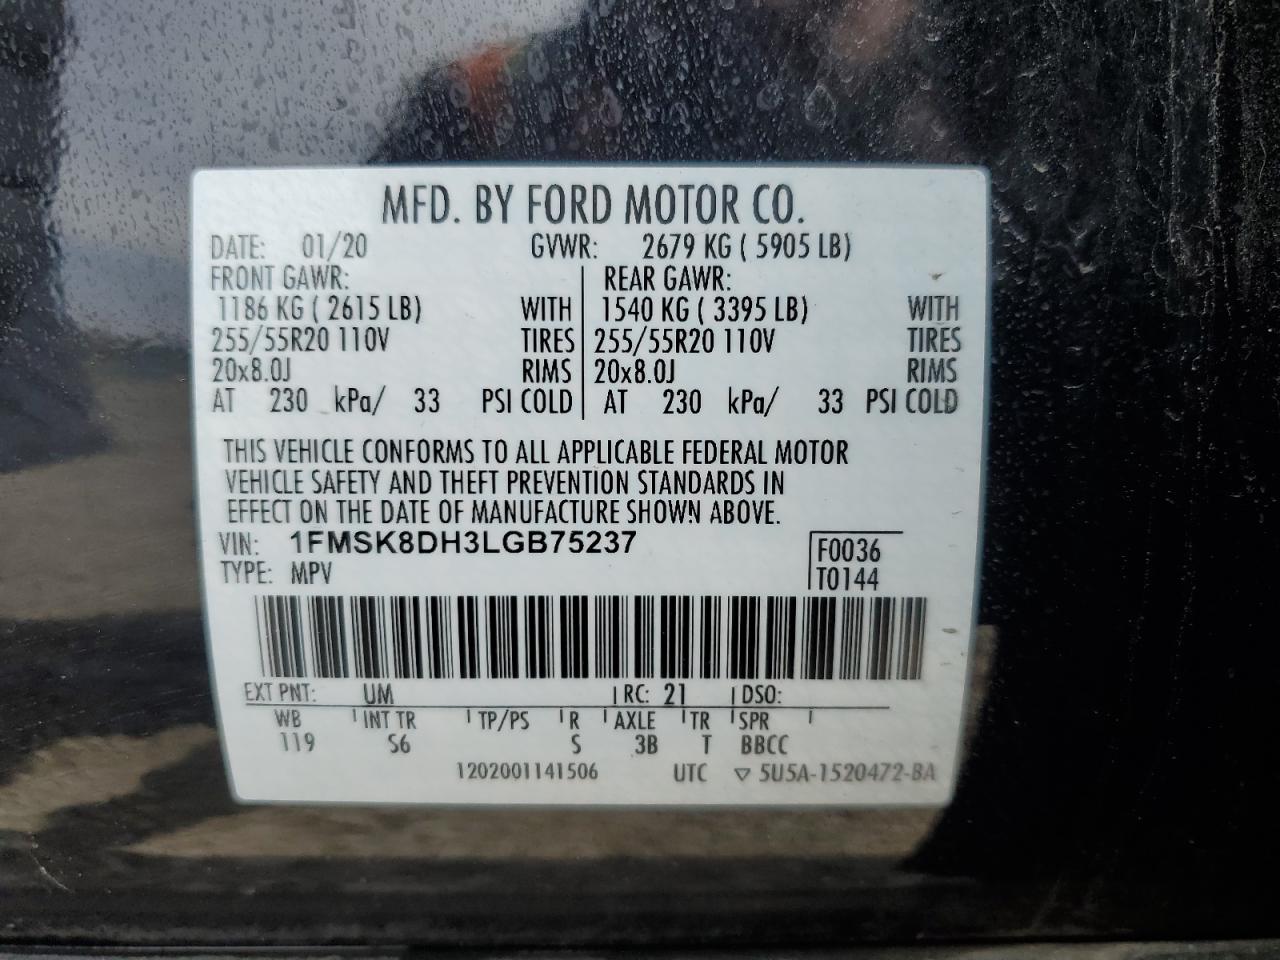 MFD. BY FORD MOTOR CO.
DATE: 01/20 GVWR: 2679 KG ( 5905 LB)
FRONT GAWR: REAR GAWR:
1186 KG ( 2615 LB) WITH 1540 KG ( 3395 LB) WITH
255/55R20 110V TIRES 255/55R20 110V TIRES
20x8.0J RIMS 20x8.0J RIMS
AT 230 kPa/ 33 PSI COLD AT 230 kPa/ 33 PSI COLD
THIS VEHICLE CONFORMS TO ALL APPLICABLE FEDERAL MOTOR
VEHICLE SAFETY AND THEFT PREVENTION STANDARDS IN
EFFECT ON THE DATE OF MANUFACTURE SHOWN ABOVE.
VIN: 1FMSK8DH3LGB75237 F0036
TYPE: MPV T0144
EXT PNT: UM RC: 21 DSO:
WB INT TR TP/PS R AXLE TR SPR
119 S6 S 3B T BBCC
1202001141506 UTC ▽ 5U5A-1520472-BA